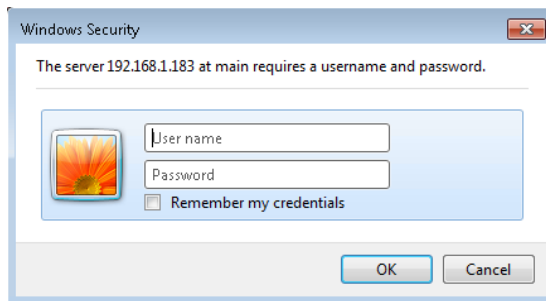 Windows Security
The server 192.168.1.183 at main requires a username and password.
User name
Password
Remember my credentials
OK
Cancel